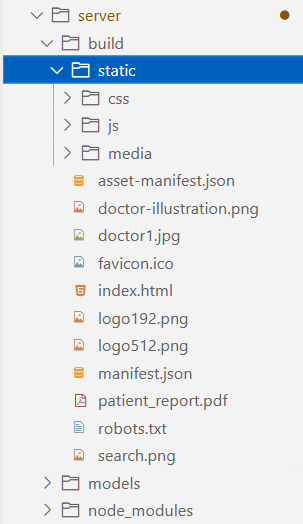 server
build
static
css
js
media
asset-manifest.json
doctor-illustration.png
doctor1.jpg
favicon.ico
index.html
logo192.png
logo512.png
manifest.json
patient_report.pdf
robots.txt
search.png
models
node_modules